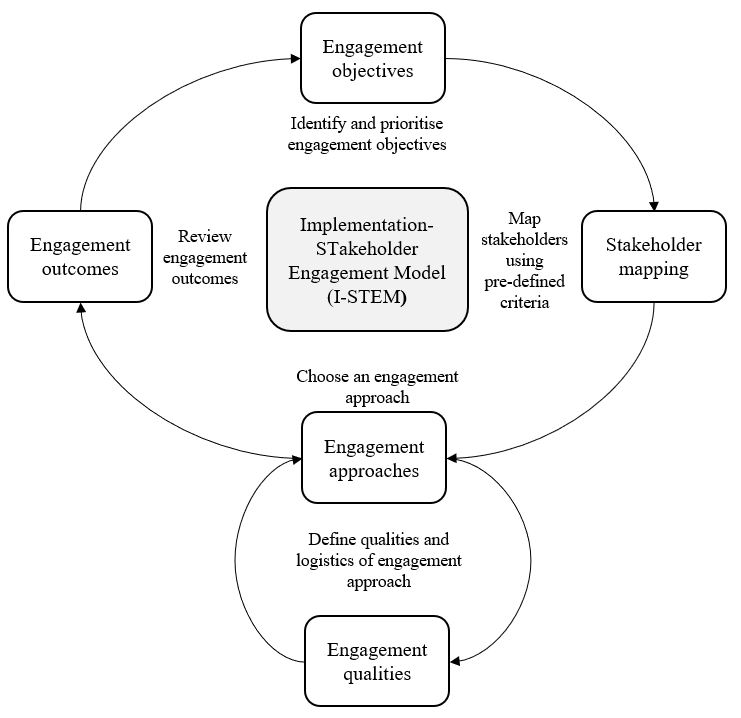 Engagement
objectives
Identify and prioritise
engagement objectives
Engagement
outcomes
Review
engagement
outcomes
Implementation-
STakeholder
Engagement Model
(I-STEM)
Map
stakeholders
using
pre-defined
criteria
Stakeholder
mapping
Choose an engagement
approach
Engagement
approaches
Define qualities and
logistics of engagement
approach
Engagement
qualities